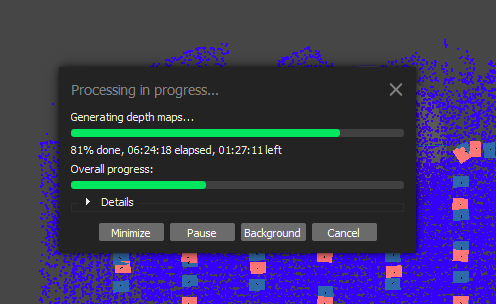 Processing in progress...
Generating depth maps...
81% done, 06:24:18 elapsed, 01:27:11 left
Overall progress:
Details
Minimize
Pause
Background
Cancel